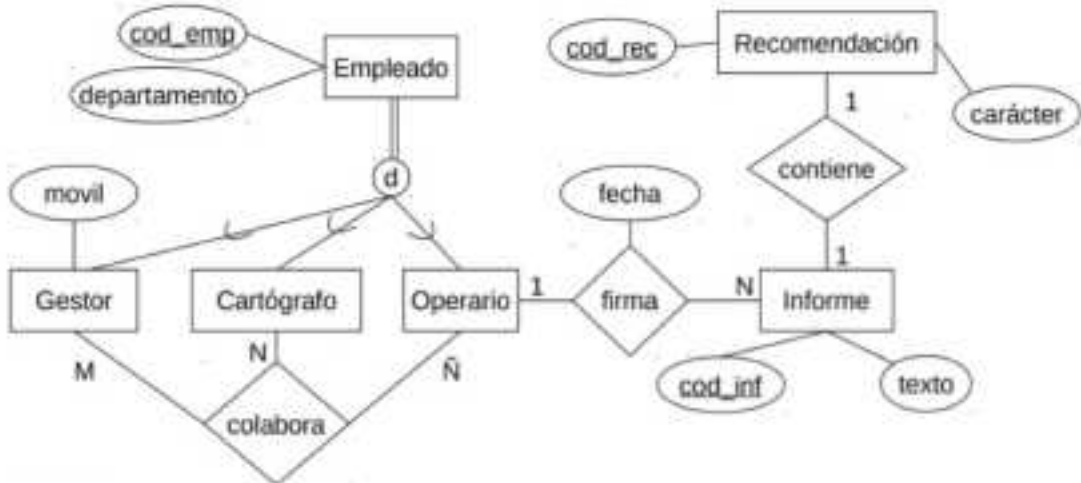 cod_emp
Empleado
departamento
d
movil
Gestor
Cartógrafo
Operario
M
N
Ñ
colabora
cod_rec
Recomendación
carácter
1
contiene
1
fecha
1
firma
N
Informe
cod_inf
texto